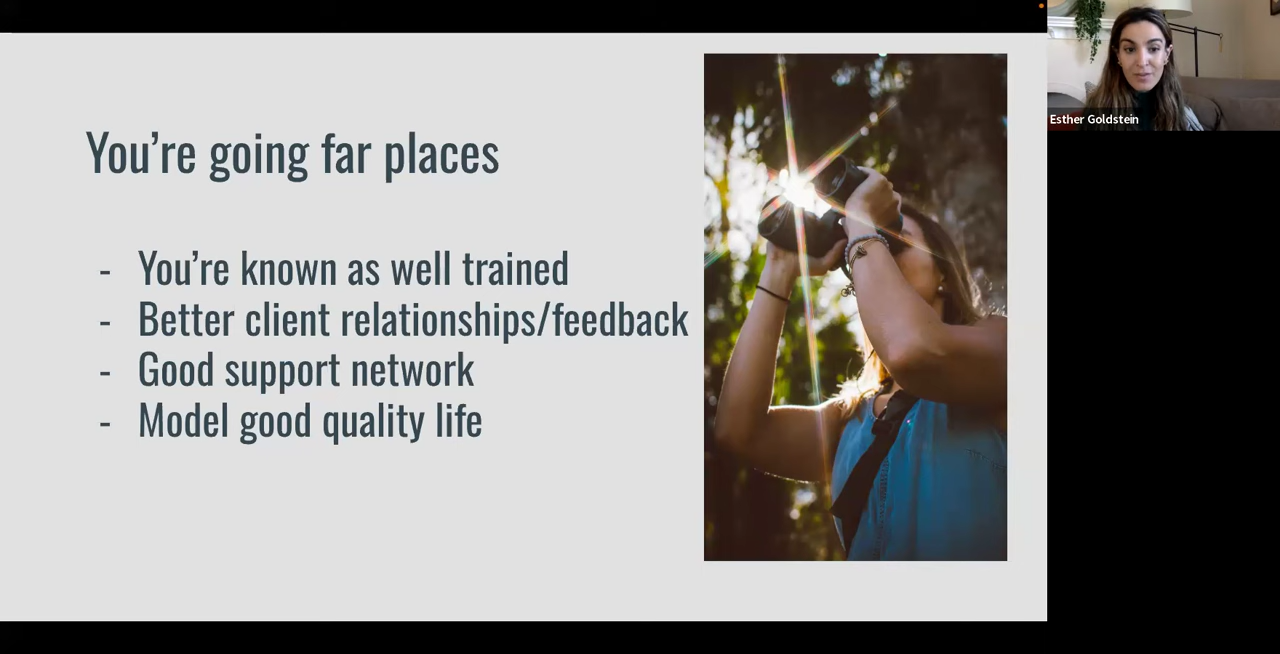 You're going far places
- You're known as well trained
- Better client relationships/feedback
- Good support network
- Model good quality life
Esther Goldstein